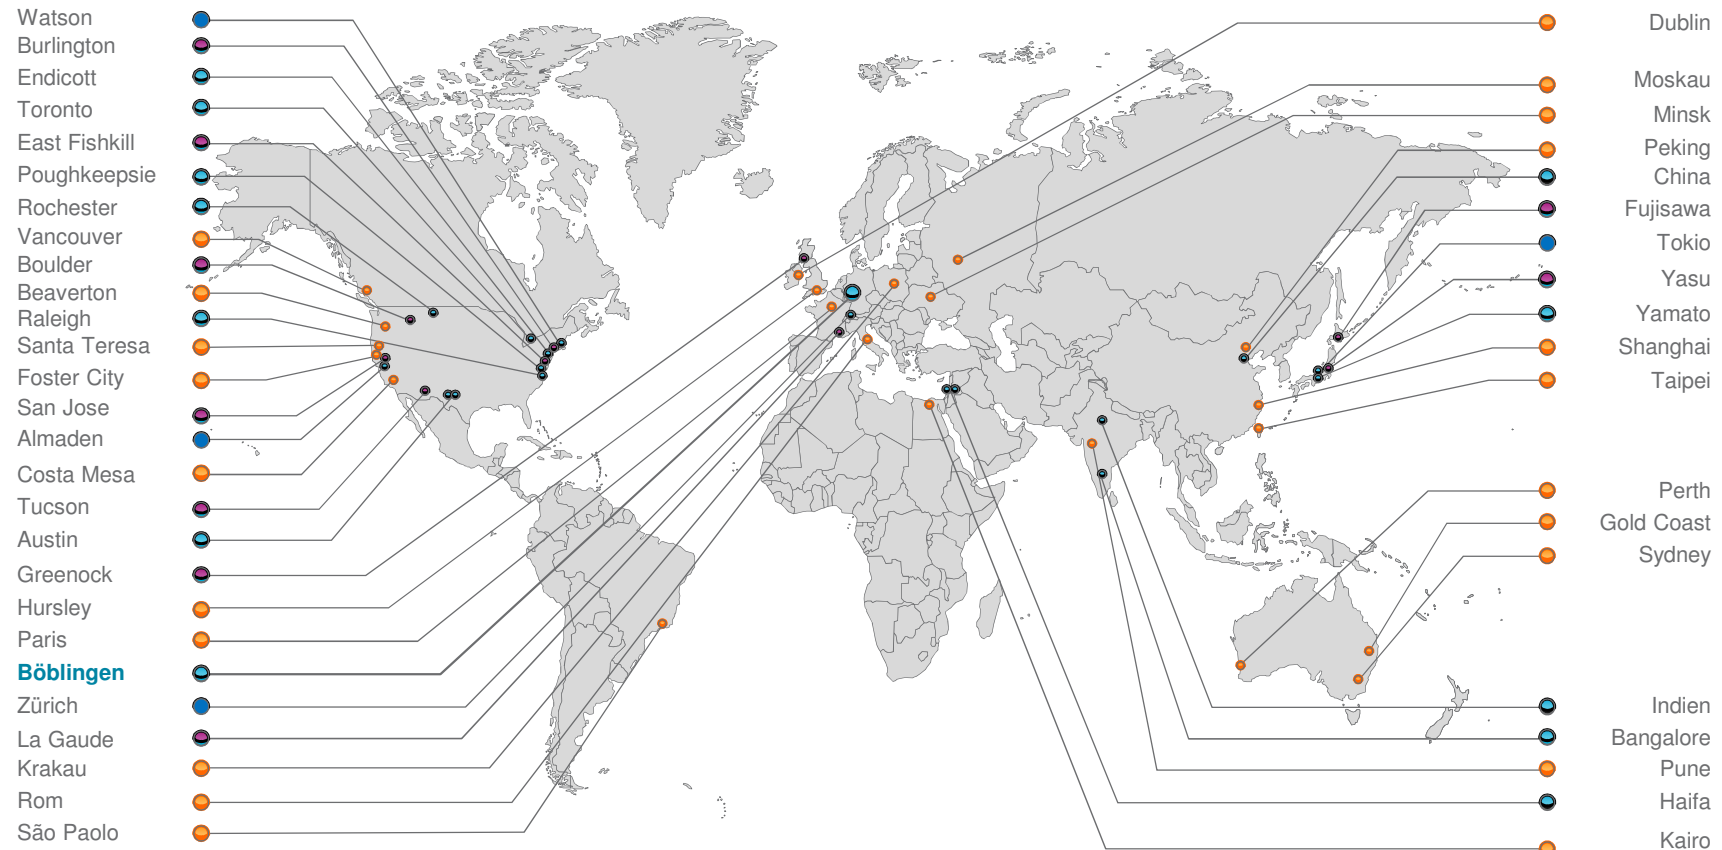 Watson
Burlington
Endicott
Toronto
East Fishkill
Poughkeepsie
Rochester
Vancouver
Boulder
Beaverton
Raleigh
Santa Teresa
Foster City
San Jose
Almaden
Costa Mesa
Tucson
Austin
Greenock
Hursley
Paris
Böblingen
Zürich
La Gaude
Krakau
Rom
São Paolo
Dublin
Moskau
Minsk
Peking
China
Fujisawa
Tokio
Yasu
Yamato
Shanghai
Taipei
Perth
Gold Coast
Sydney
Indien
Bangalore
Pune
Haifa
Kairo